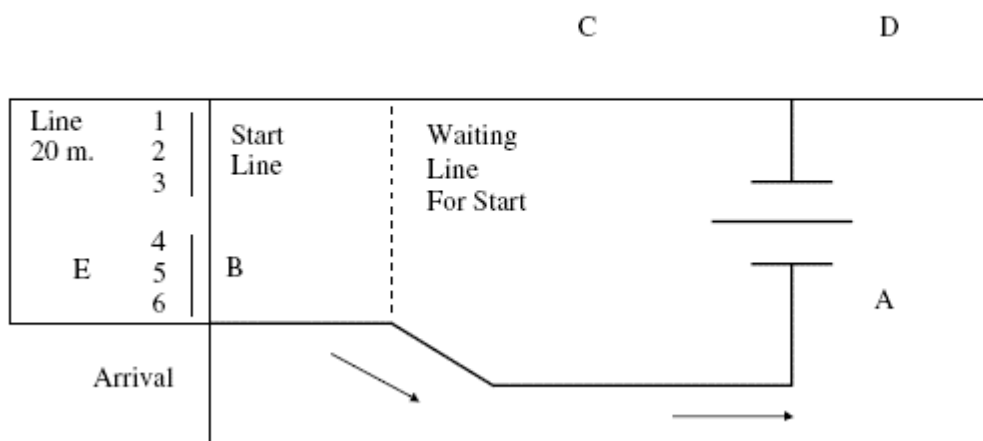 C D
Line 1
20 m. 2
3
Start
Line
Waiting
Line
For Start
4
E 5
6
B
A
Arrival